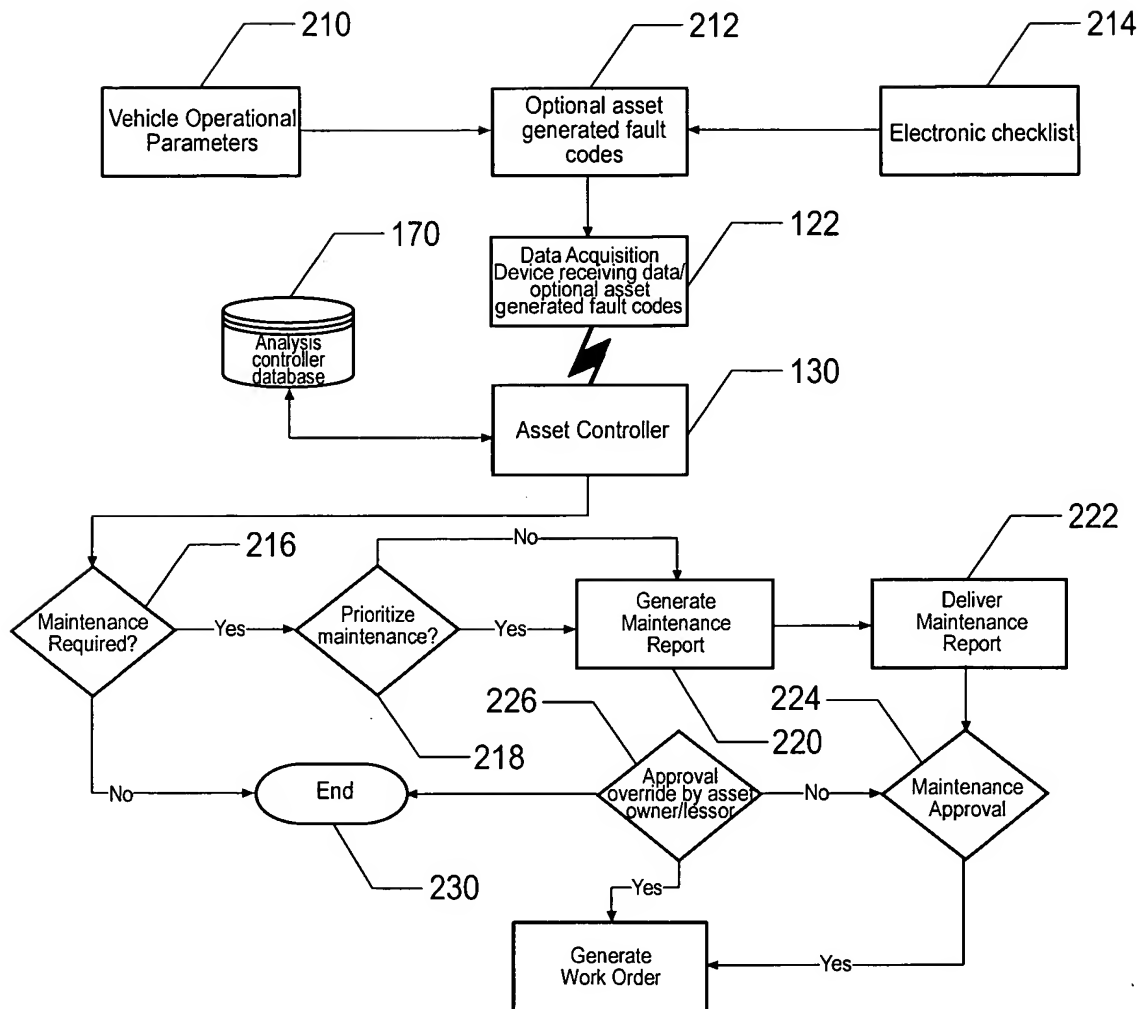 210
212
214
Vehicle Operational
Parameters
Optional asset
generated fault
codes
Electronic checklist
170
122
Data Acquisition
Device receiving data/
optional asset
generated fault codes
Analysis
controller
database
130
Asset Controller
216
No
222
Maintenance
Required?
Yes
Prioritize
maintenance?
Yes
Generate
Maintenance
Report
Deliver
Maintenance
Report
226
224
218
220
No
End
Approval
override by asset
owner/lessor
No
Maintenance
Approval
230
Yes
Generate
Work Order
Yes